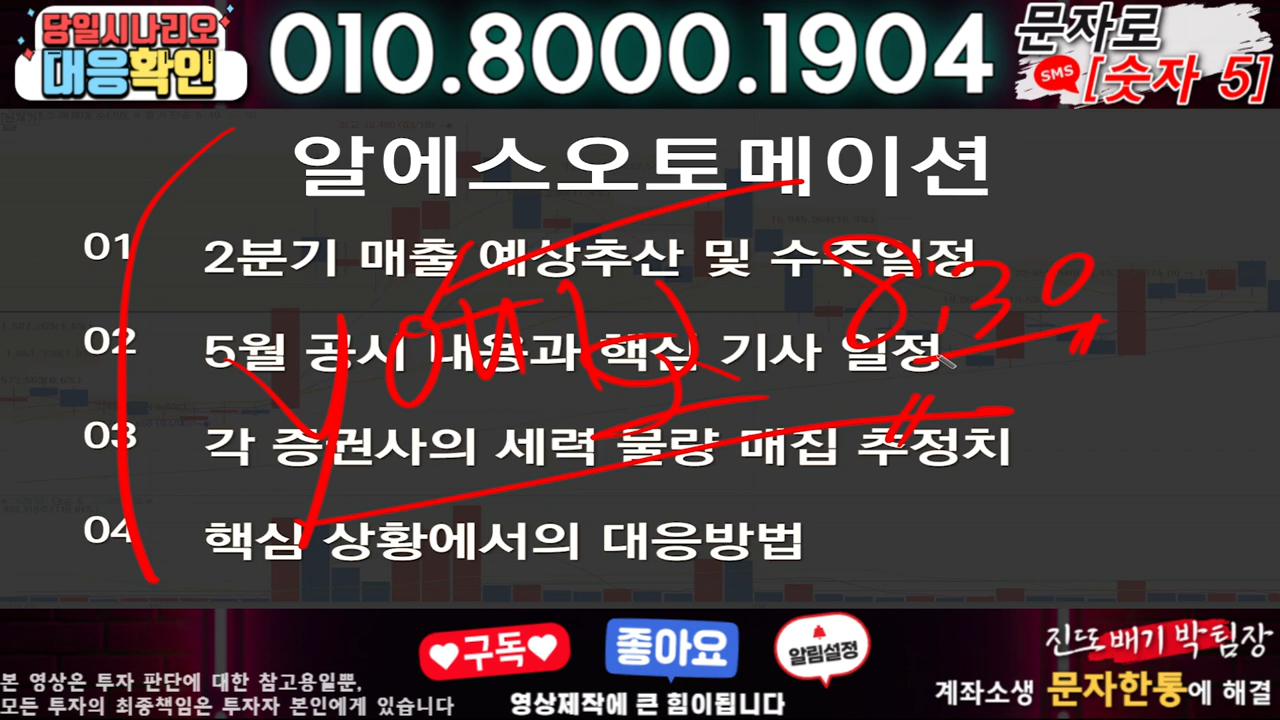 당일시나리오
대응확인
010.8000.1904
문자로
SMS
[숫자 5]
알에스오토메이션
01 2분기 매출 예상추산 및 수주일정
02 5월 공시 내용과 핵심 기사 일정
03 각 증권사의 세력 물량 매집 추정치
04 핵심 상황에서의 대응방법
8:30
구독
좋아요
알림설정
진또배기 박팀장
본 영상은 투자 판단에 대한 참고용일뿐,
모든 투자의 최종책임은 투자자 본인에게 있습니다
영상제작에 큰 힘이됩니다
계좌소생 문자한통에 해결